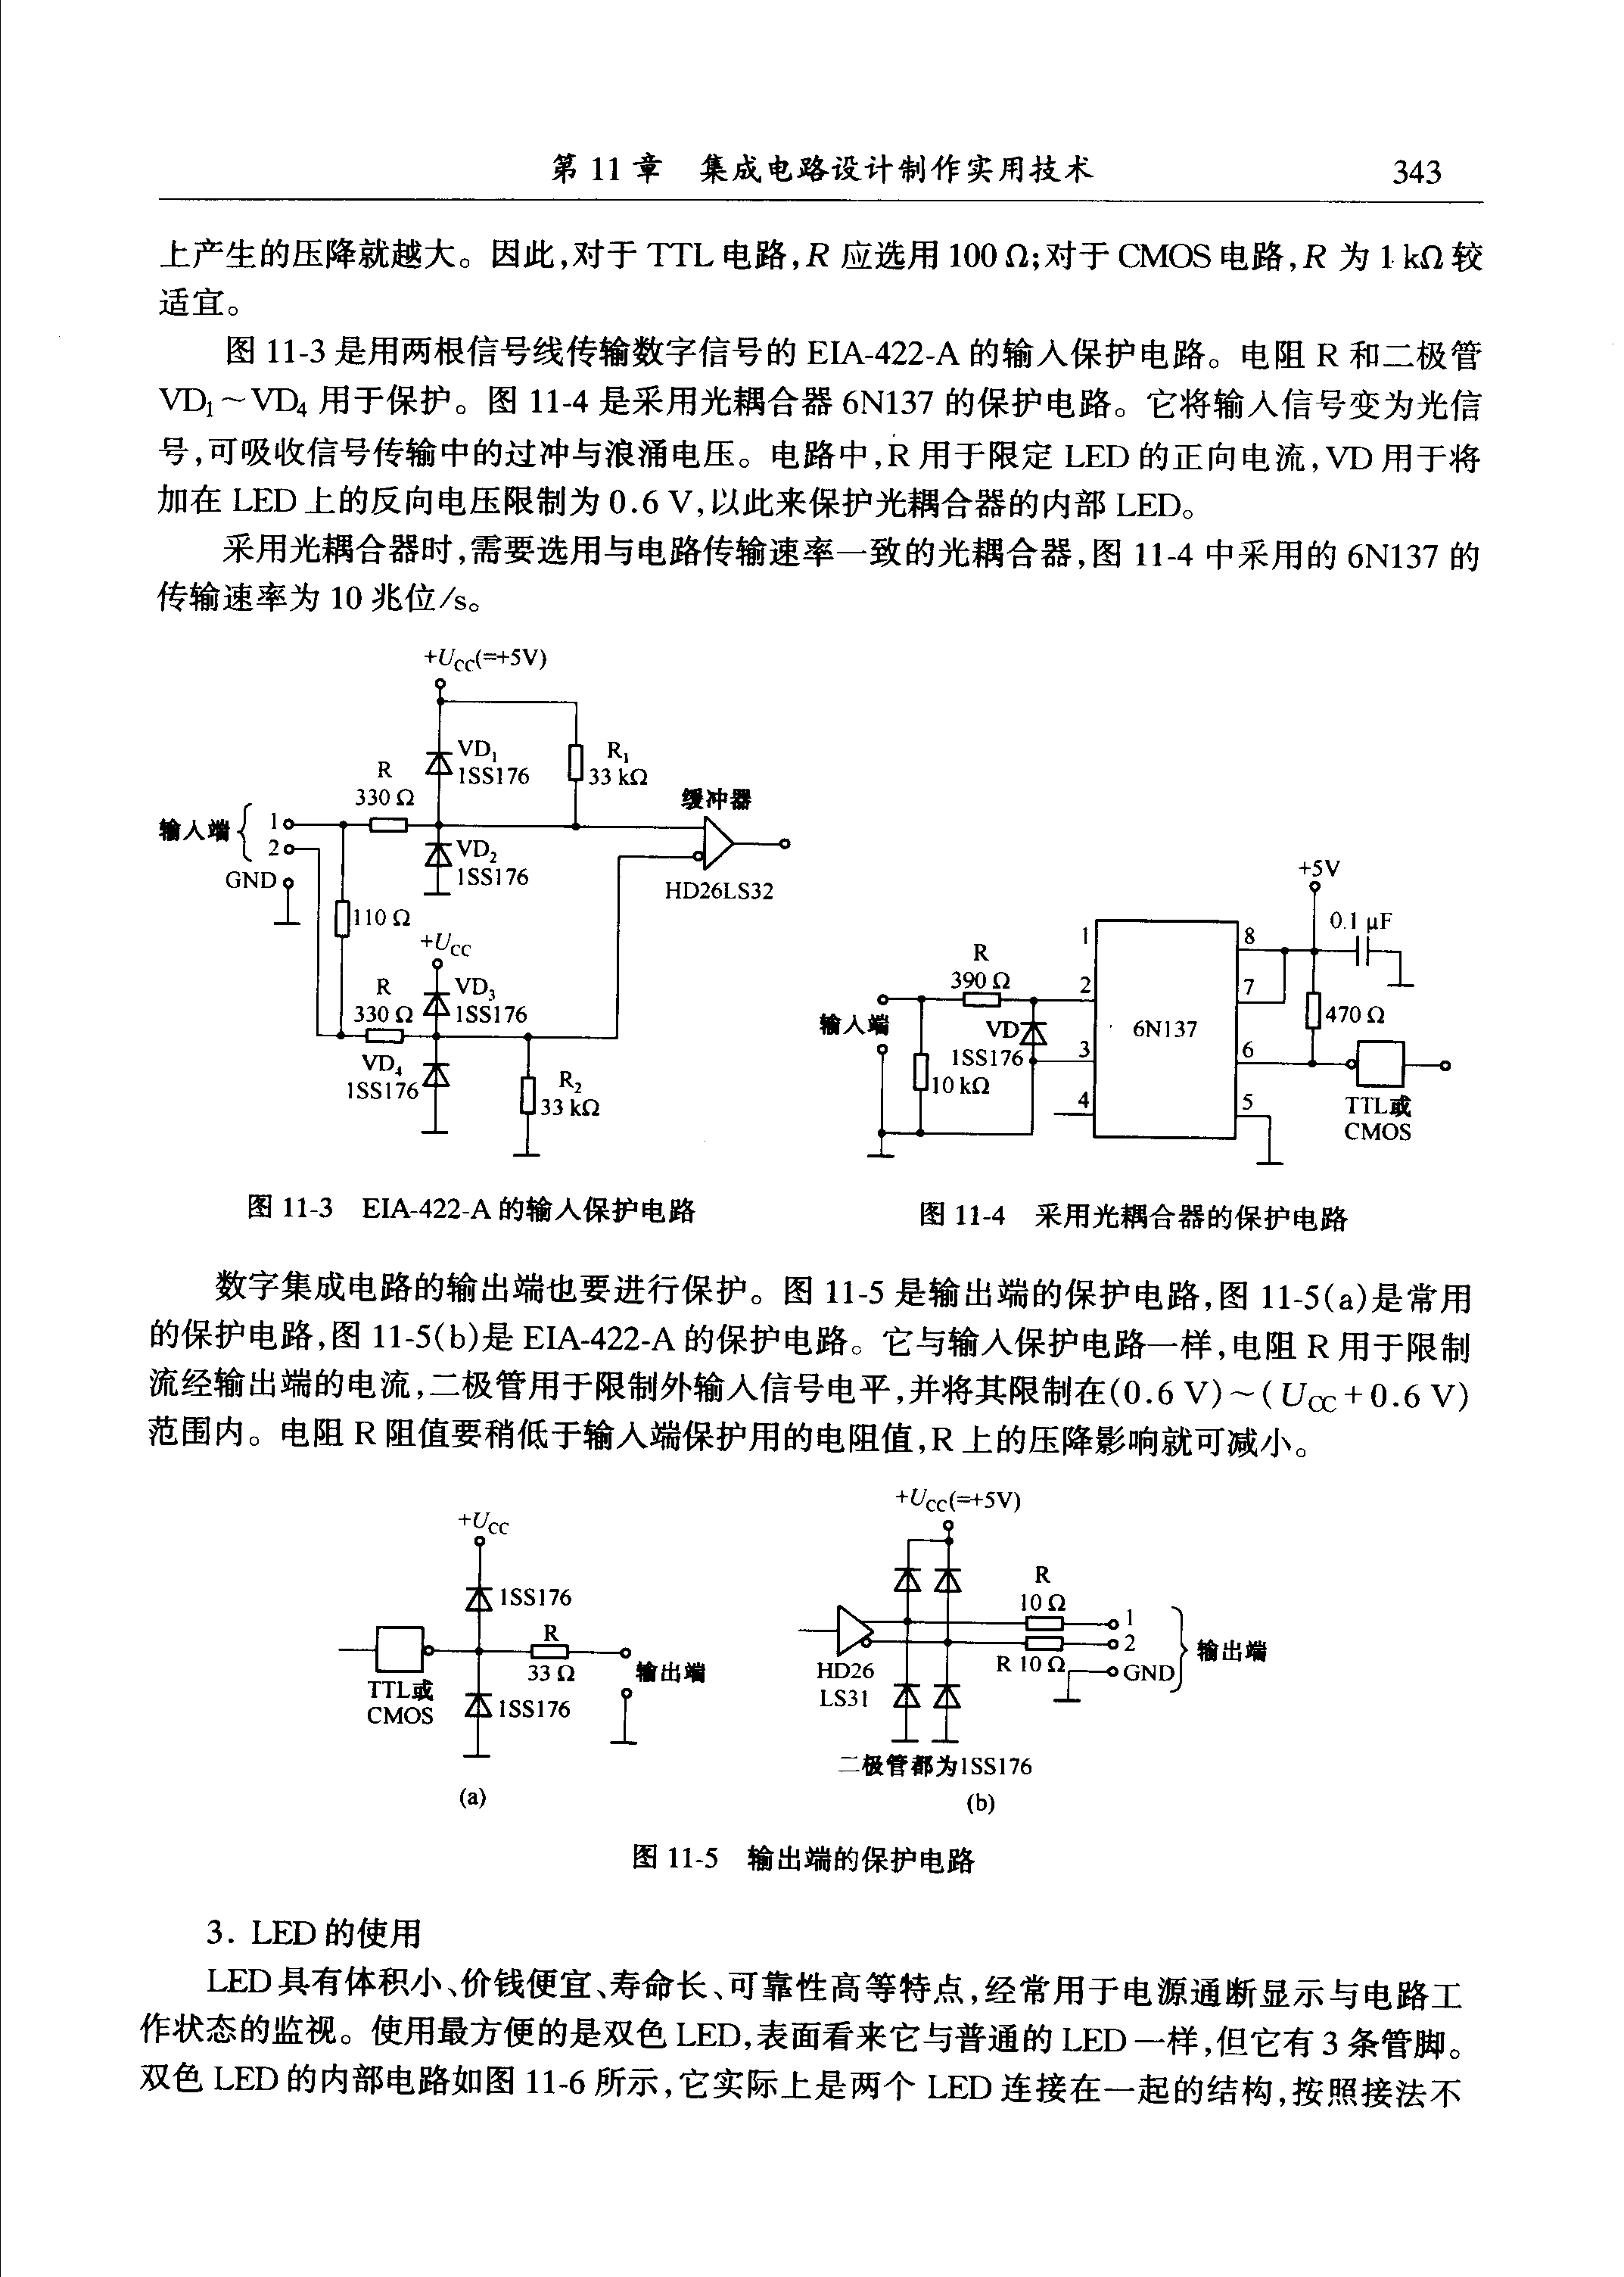 第 11 章 集成电路设计制作实用技术 343
上产生的压降就越大。因此,对于 TTL 电路,R 应选用 100 Ω;对于 CMOS 电路,R 为 1 kΩ 较
适宜。
图 11-3 是用两根信号线传输数字信号的 EIA-422-A 的输入保护电路。电阻 R 和二极管
VD₁～VD₄ 用于保护。图 11-4 是采用光耦合器 6N137 的保护电路。它将输入信号变为光信
号,可吸收信号传输中的过冲与浪涌电压。电路中,R 用于限定 LED 的正向电流,VD 用于将
加在 LED 上的反向电压限制为 0.6 V,以此来保护光耦合器的内部 LED。
采用光耦合器时,需要选用与电路传输速率一致的光耦合器,图 11-4 中采用的 6N137 的
传输速率为 10 兆位/s。
+UCC(=+5V)
VD₁
1SS176
R₁
33 kΩ
R
330 Ω
缓冲器
输入端
1
2
GND
VD₂
1SS176
HD26LS32
110 Ω
+UCC
R
330 Ω
VD₃
1SS176
VD₄
1SS176
R₂
33 kΩ
图 11-3 EIA-422-A 的输入保护电路
+5V
0.1 μF
R
390 Ω
1
2
3
4
8
7
6
5
6N137
470 Ω
输入端
VD
1SS176
10 kΩ
TTL或
CMOS
图 11-4 采用光耦合器的保护电路
数字集成电路的输出端也要进行保护。图 11-5 是输出端的保护电路,图 11-5(a)是常用
的保护电路,图 11-5(b)是 EIA-422-A 的保护电路。它与输入保护电路一样,电阻 R 用于限制
流经输出端的电流,二极管用于限制外输入信号电平,并将其限制在(0.6 V)～(UCC+0.6 V)
范围内。电阻 R 阻值要稍低于输入端保护用的电阻值,R 上的压降影响就可减小。
+UCC
1SS176
R
33 Ω
输出端
TTL或
CMOS
1SS176
(a)
+UCC(=+5V)
R
10 Ω
1
2
R 10 Ω
GND
输出端
HD26
LS31
二极管都为1SS176
(b)
图 11-5 输出端的保护电路
3. LED 的使用
LED 具有体积小、价钱便宜、寿命长、可靠性高等特点,经常用于电源通断显示与电路工
作状态的监视。使用最方便的是双色 LED,表面看来它与普通的 LED 一样,但它有 3 条管脚。
双色 LED 的内部电路如图 11-6 所示,它实际上是两个 LED 连接在一起的结构,按照接法不